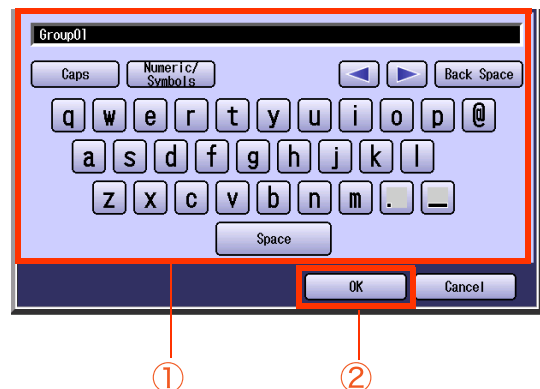 Group01
Caps Numeric/ Symbols Back Space
q w e r t y u i o p @
a s d f g h j k l
z x c v b n m . _
Space
OK Cancel
① ②